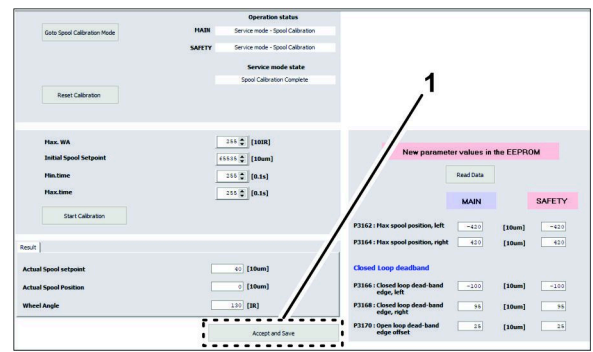 Operation status
Goto Spool Calibration Mode
MAIN Service mode - Spool Calibration
SAFETY Service mode - Spool Calibration
Service mode state
Spool Calibration Complete
Reset Calibration
1
Max. WA 255 [10IR]
Initial Spool Setpoint 65535 [10um]
Min.time 255 [0.1s]
Max.time 255 [0.1s]
Start Calibration
Result
Actual Spool setpoint 40 [10um]
Actual Spool Position 0 [10um]
Wheel Angle 130 [IR]
Accept and Save
New parameter values in the EEPROM
Read Data
MAIN SAFETY
P3162 : Max spool position, left -420 [10um] -420
P3164 : Max spool position, right 420 [10um] 420
Closed Loop deadband
P3166 : Closed loop dead-band -100 [10um] -100
edge, left
P3168 : Closed loop dead-band 95 [10um] 95
edge, right
P3170 : Open loop dead-band 25 [10um] 25
edge offset